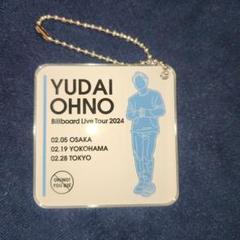 YUDAI
OHNO
Billboard Live Tour 2024
02.05 OSAKA
02.19 YOKOHAMA
02.28 TOKYO